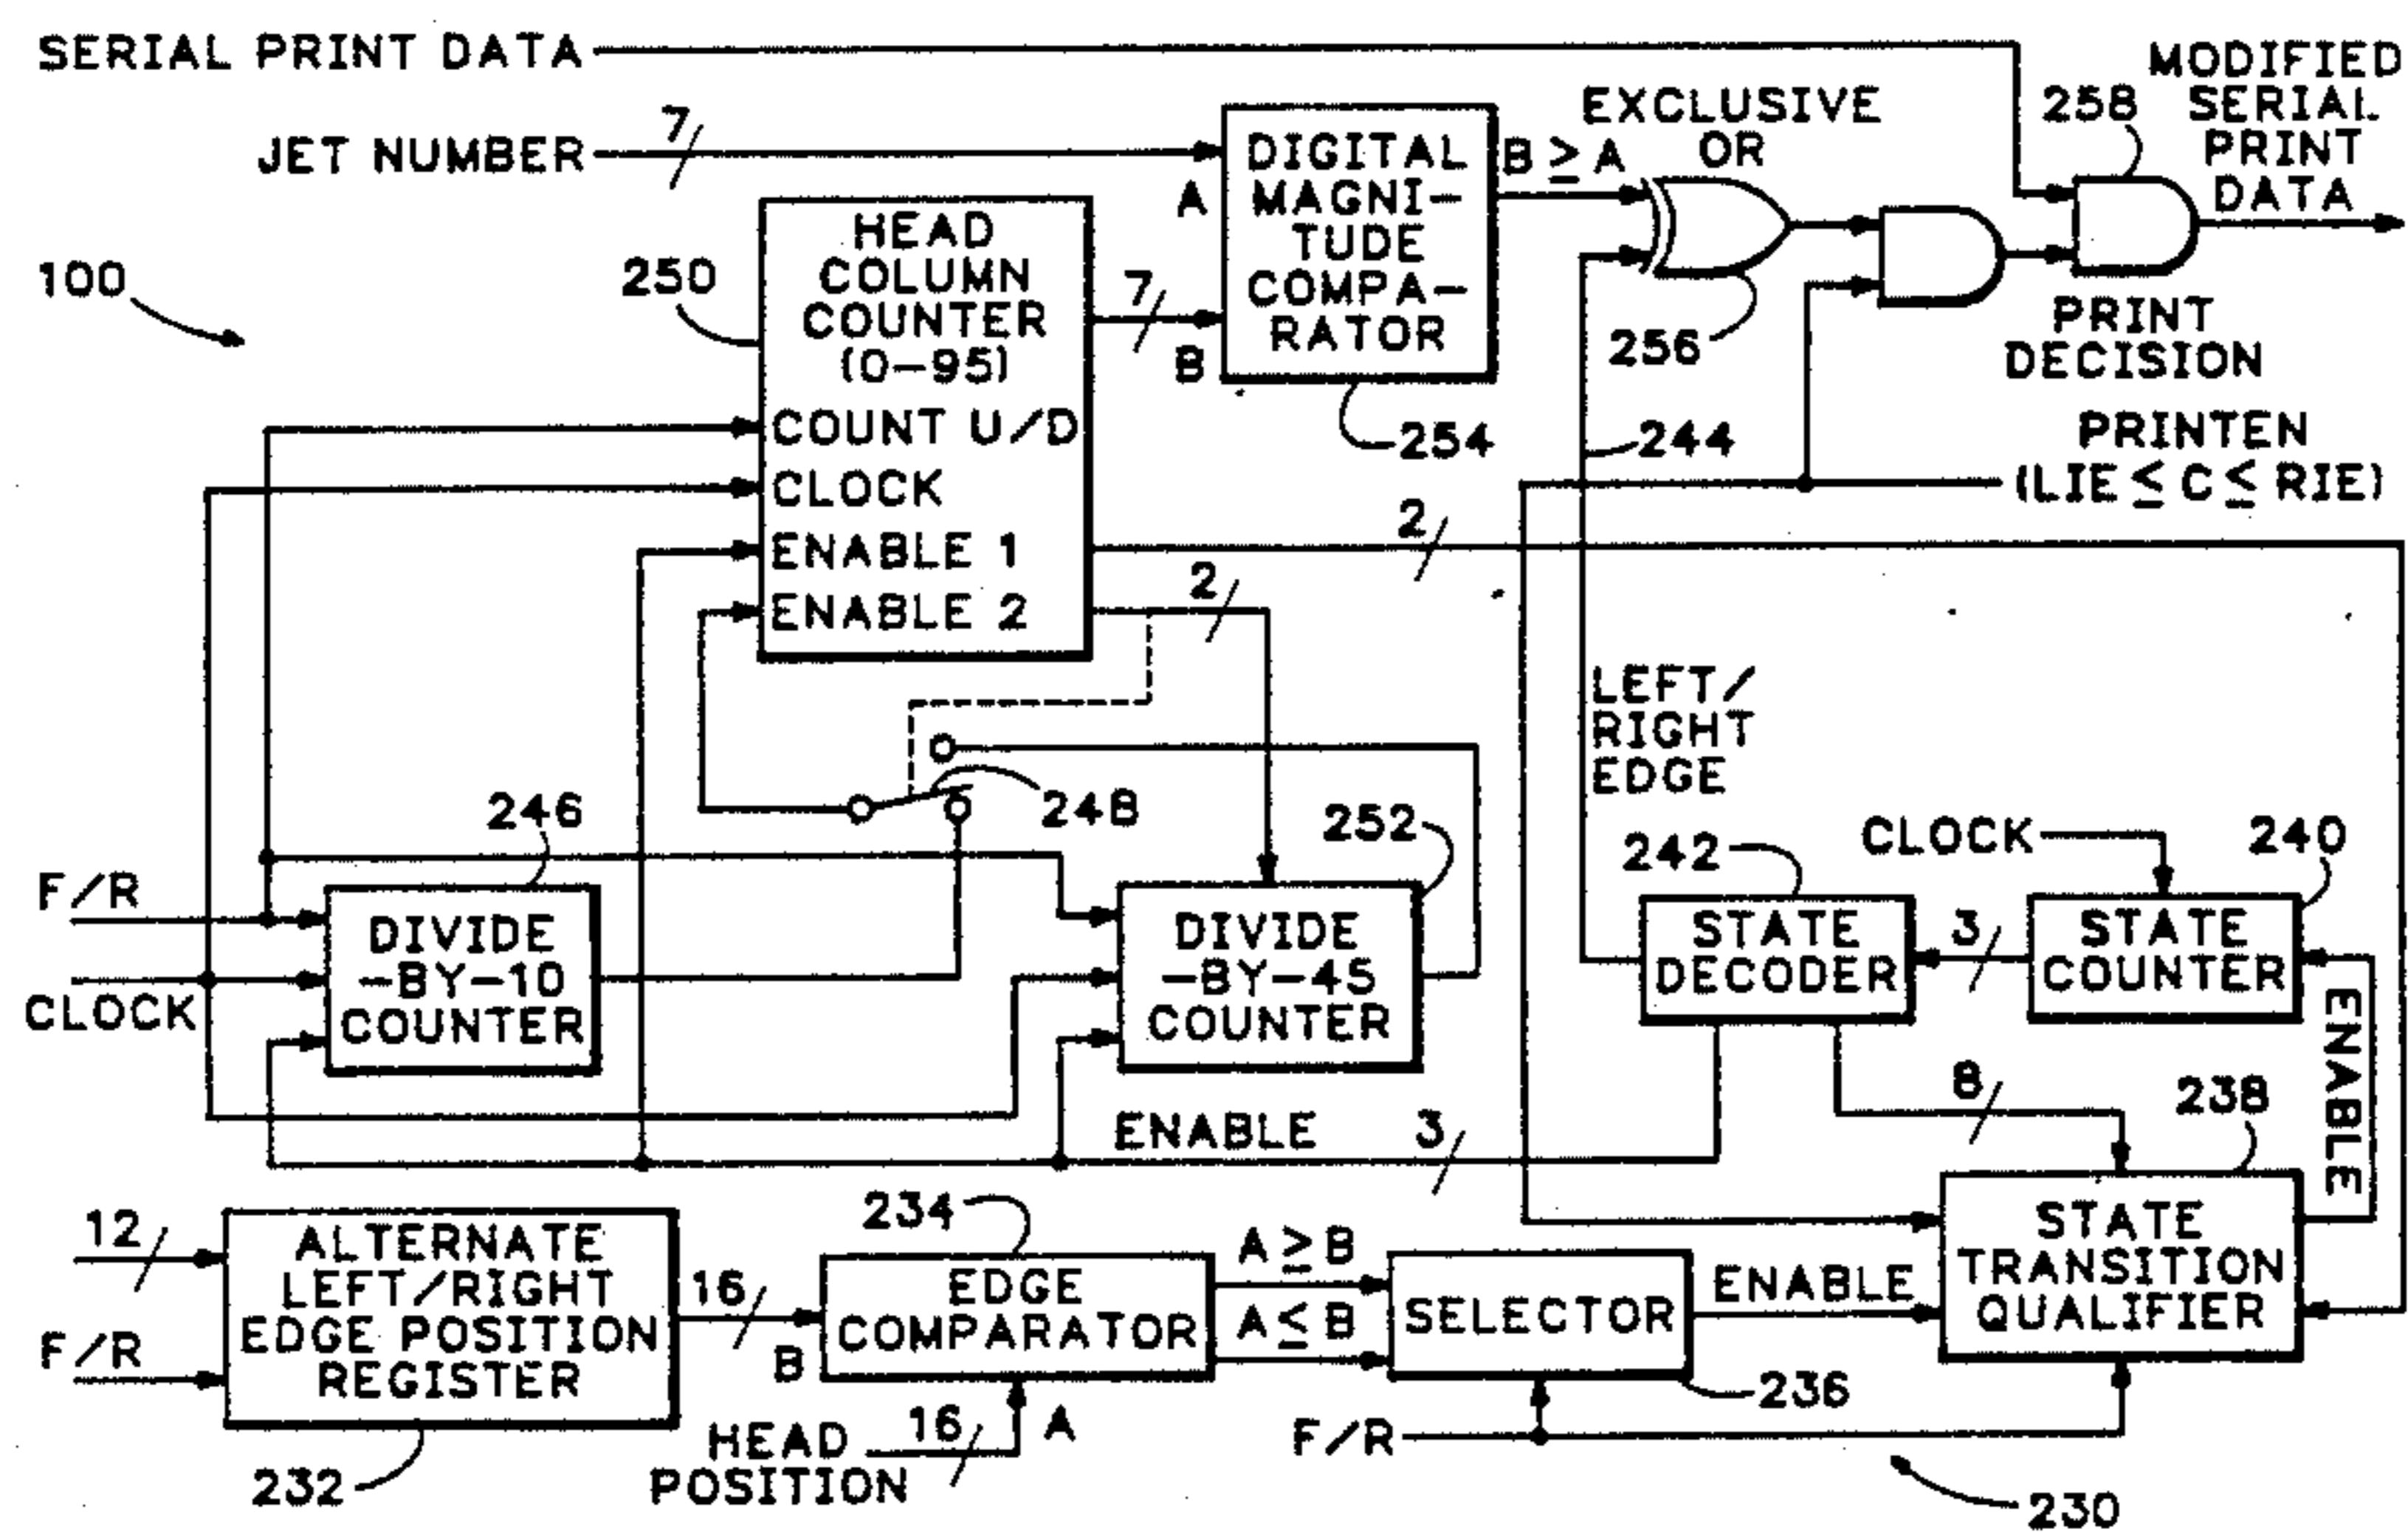 SERIAL PRINT DATA
JET NUMBER
7
100
250
HEAD
COLUMN
COUNTER
(0-95)
COUNT U/D
CLOCK
ENABLE 1
ENABLE 2
7
A
B
DIGITAL
MAGNI-
TUDE
COMPA-
RATOR
254
B ≥ A
EXCLUSIVE
OR
256
258
MODIFIED
SERIAL
PRINT
DATA
PRINT
DECISION
PRINTEN
(LIE ≤ C ≤ RIE)
244
2
2
LEFT/
RIGHT
EDGE
248
246
F/R
CLOCK
DIVIDE
-BY-10
COUNTER
252
DIVIDE
-BY-45
COUNTER
242
STATE
DECODER
3
CLOCK
240
STATE
COUNTER
ENABLE
8
238
ENABLE
3
12
F/R
ALTERNATE
LEFT/RIGHT
EDGE POSITION
REGISTER
232
16
B
234
EDGE
COMPARATOR
HEAD
POSITION
16
A
A ≥ B
A ≤ B
SELECTOR
236
ENABLE
F/R
STATE
TRANSITION
QUALIFIER
230